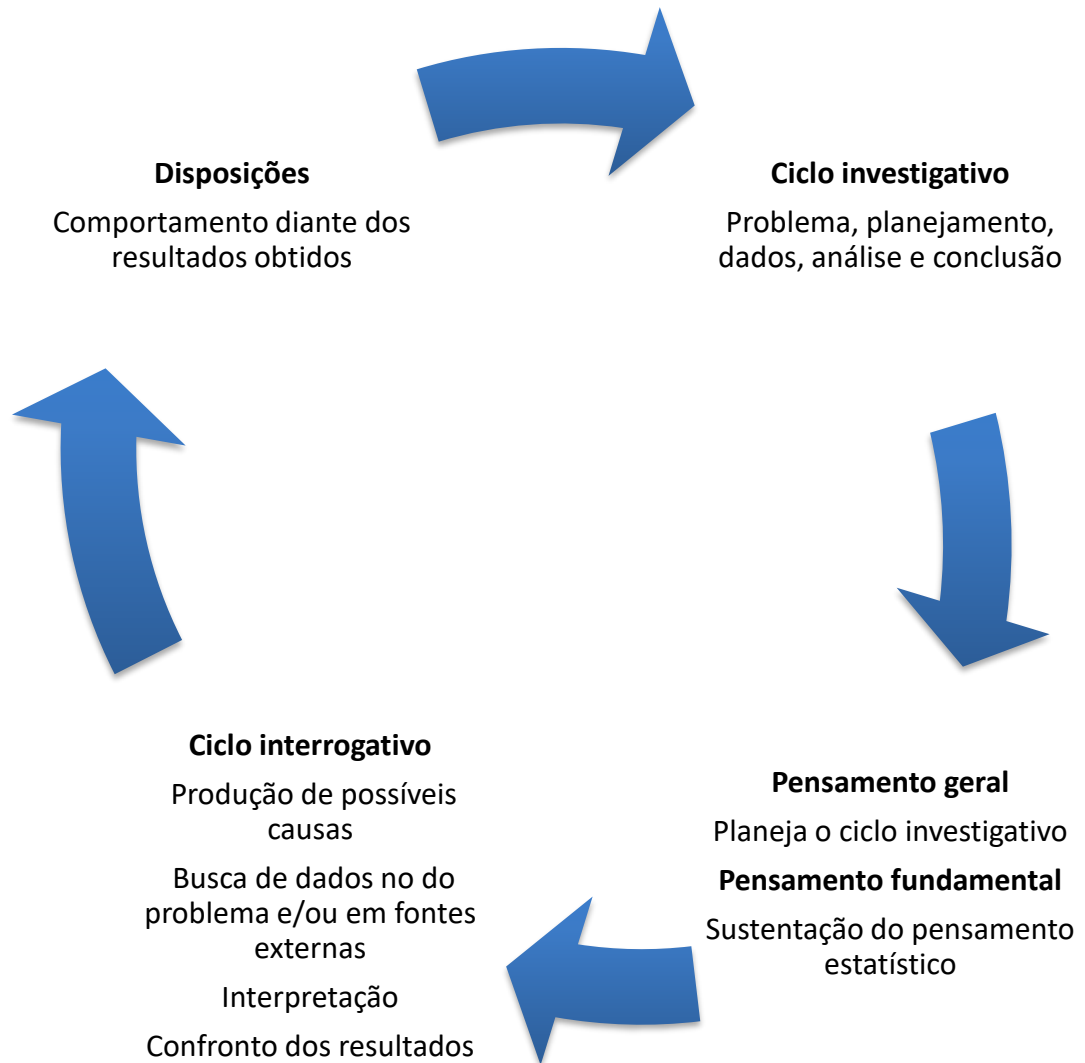 Disposições
Comportamento diante dos
resultados obtidos
Ciclo investigativo
Problema, planejamento,
dados, análise e conclusão
Pensamento geral
Planeja o ciclo investigativo
Pensamento fundamental
Sustentação do pensamento
estatístico
Ciclo interrogativo
Produção de possíveis
causas
Busca de dados no do
problema e/ou em fontes
externas
Interpretação
Confronto dos resultados